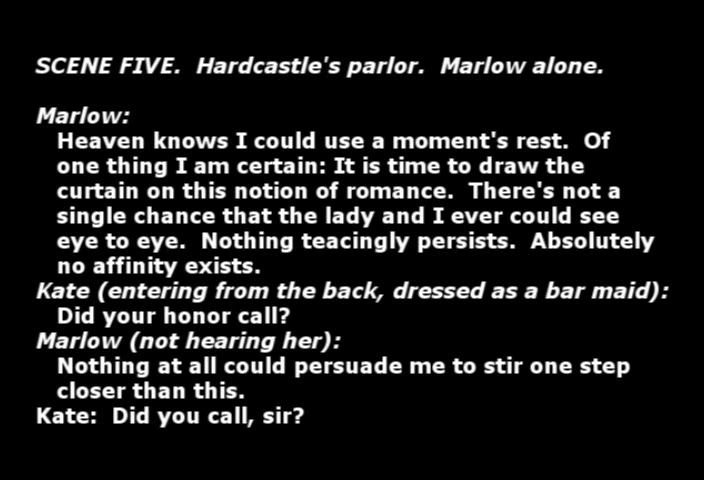 SCENE FIVE.  Hardcastle's parlor.  Marlow alone.
Marlow:
Heaven knows I could use a moment's rest.  Of
one thing I am certain: It is time to draw the
curtain on this notion of romance.  There's not a
single chance that the lady and I ever could see
eye to eye.  Nothing teacingly persists.  Absolutely
no affinity exists.
Kate (entering from the back, dressed as a bar maid):
Did your honor call?
Marlow (not hearing her):
Nothing at all could persuade me to stir one step
closer than this.
Kate:  Did you call, sir?